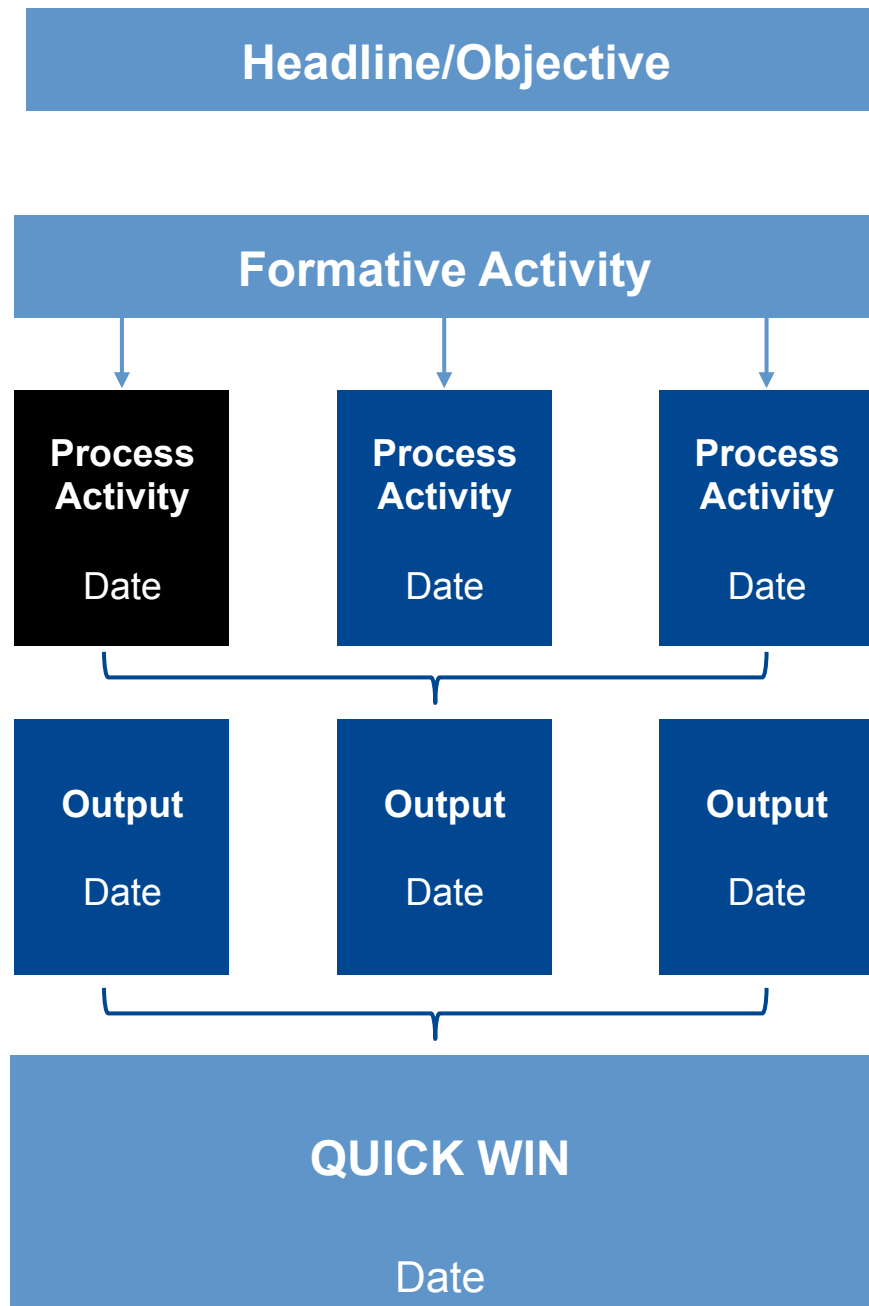 Headline/Objective
Formative Activity
Process
Activity
Date
Process
Activity
Date
Process
Activity
Date
Output
Date
Output
Date
Output
Date
QUICK WIN
Date